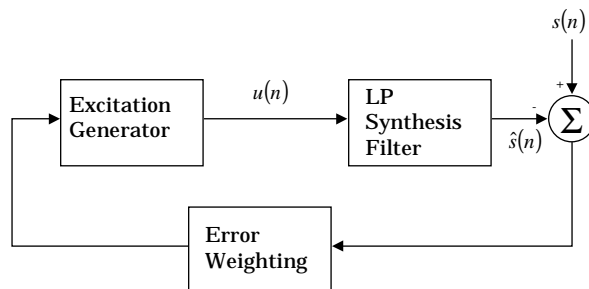 s(n)
+
Excitation
Generator
u(n)
LP
Synthesis
Filter
-
Σ
ŝ(n)
Error
Weighting